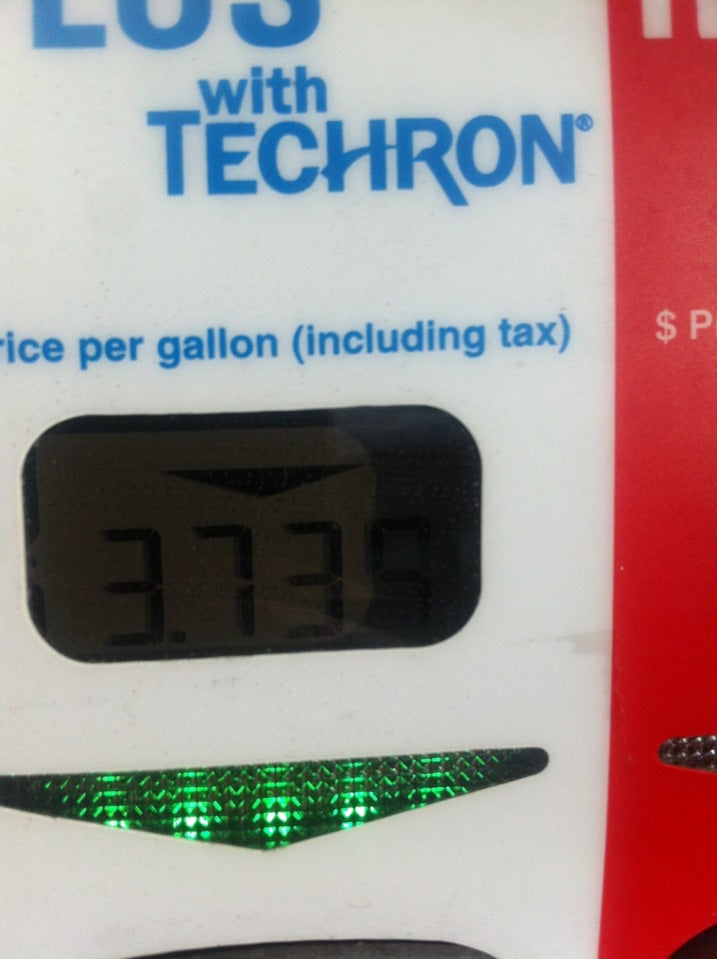 with
TECHRON®
rice per gallon (including tax)
$ P
3.739